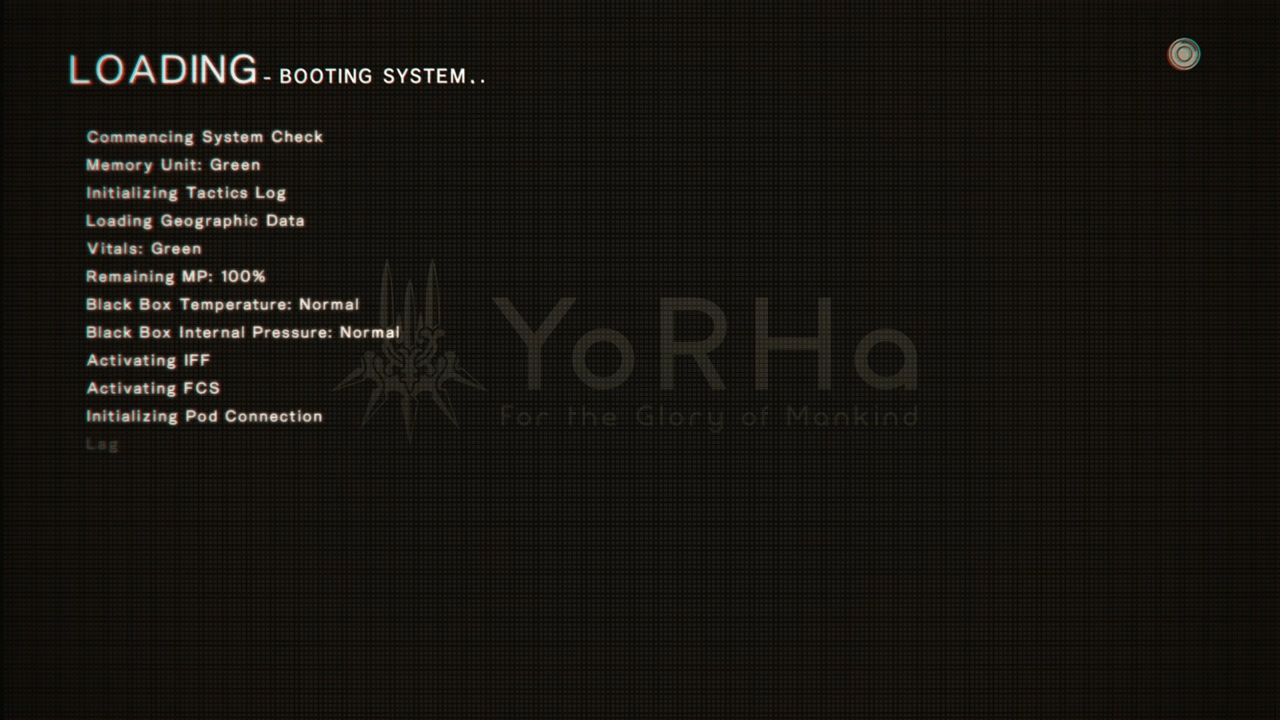 LOADING - BOOTING SYSTEM..
Commencing System Check
Memory Unit: Green
Initializing Tactics Log
Loading Geographic Data
Vitals: Green
Remaining MP: 100%
Black Box Temperature: Normal
Black Box Internal Pressure: Normal
Activating IFF
Activating FCS
Initializing Pod Connection
Lag
YoRHa
For the Glory of Mankind